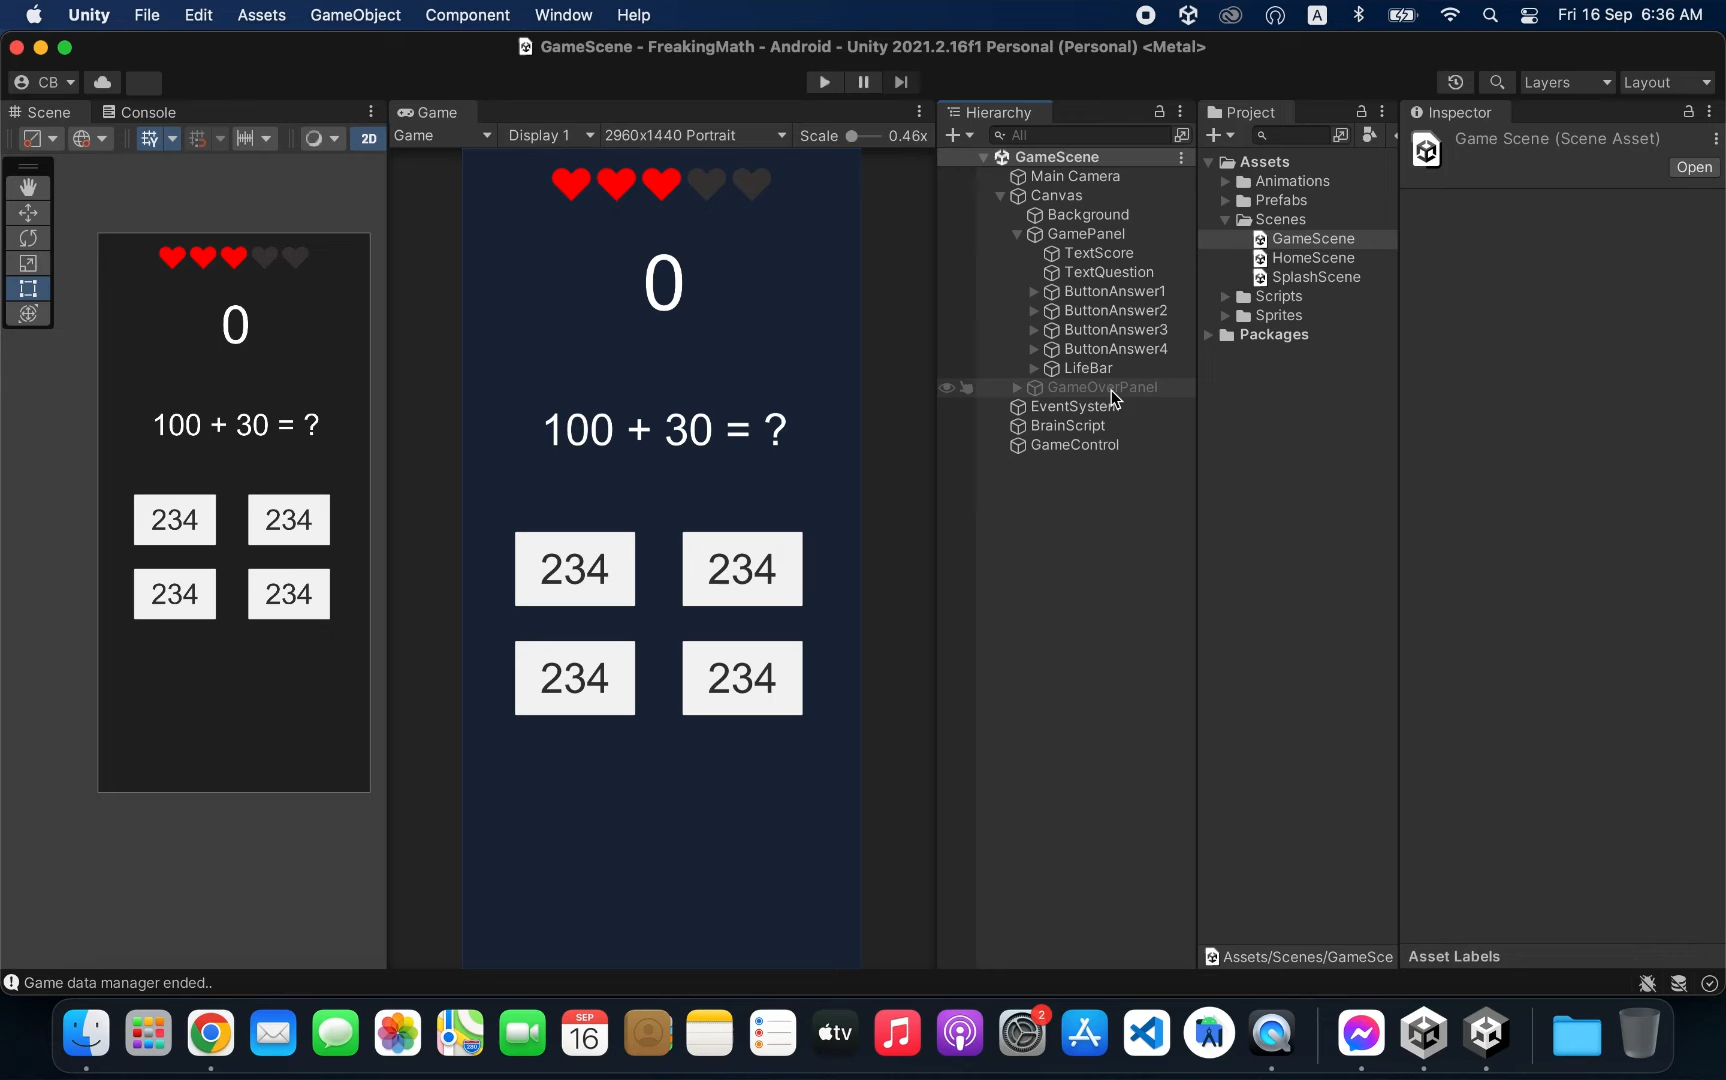 Unity File Edit Assets GameObject Component Window Help A Fri 16 Sep 6:36 AM
GameScene - FreakingMath - Android - Unity 2021.2.16f1 Personal (Personal) <Metal>
CB Layers Layout
Scene Console Game Hierarchy Project Inspector
2D Game Display 1 2960x1440 Portrait Scale 0.46x All
Game Scene (Scene Asset)
Open
GameScene
Main Camera
Canvas
Background
GamePanel
TextScore
TextQuestion
ButtonAnswer1
ButtonAnswer2
ButtonAnswer3
ButtonAnswer4
LifeBar
GameOverPanel
EventSystem
BrainScript
GameControl
Assets
Animations
Prefabs
Scenes
GameScene
HomeScene
SplashScene
Scripts
Sprites
Packages
0
100 + 30 = ?
234 234
234 234
0
100 + 30 = ?
234 234
234 234
Assets/Scenes/GameSce
Asset Labels
Game data manager ended..
SEP
16
tv
2